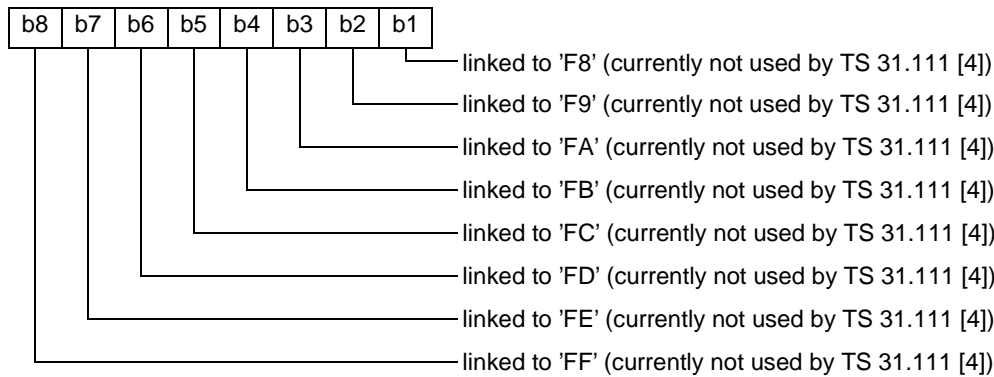 b8 b7 b6 b5 b4 b3 b2 b1
linked to ’F8’ (currently not used by TS 31.111 [4])
linked to ’F9’ (currently not used by TS 31.111 [4])
linked to ’FA’ (currently not used by TS 31.111 [4])
linked to ’FB’ (currently not used by TS 31.111 [4])
linked to ’FC’ (currently not used by TS 31.111 [4])
linked to ’FD’ (currently not used by TS 31.111 [4])
linked to ’FE’ (currently not used by TS 31.111 [4])
linked to ’FF’ (currently not used by TS 31.111 [4])